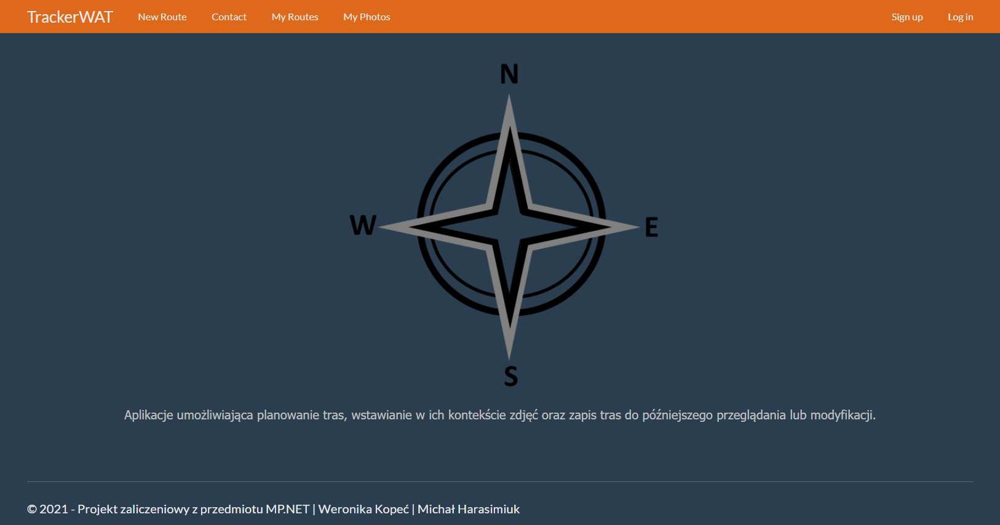 TrackerWAT New Route Contact My Routes My Photos Sign up Log in
N
W E
S
Aplikacje umożliwiająca planowanie tras, wstawianie w ich kontekście zdjęć oraz zapis tras do późniejszego przeglądania lub modyfikacji.
© 2021 - Projekt zaliczeniowy z przedmiotu MP.NET | Weronika Kopeć | Michał Harasimiuk